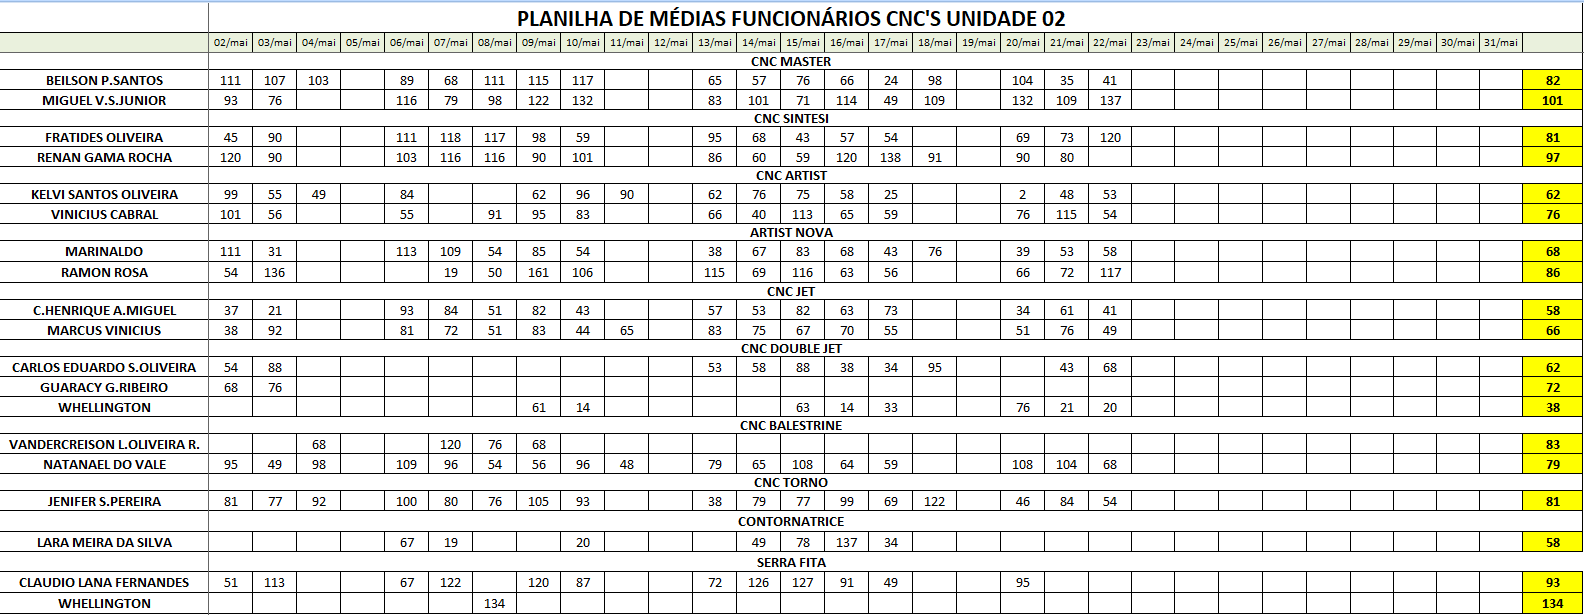 PLANILHA DE MÉDIAS FUNCIONÁRIOS CNC'S UNIDADE 02
02/mai 03/mai 04/mai 05/mai 06/mai 07/mai 08/mai 09/mai 10/mai 11/mai 12/mai 13/mai 14/mai 15/mai 16/mai 17/mai 18/mai 19/mai 20/mai 21/mai 22/mai 23/mai 24/mai 25/mai 26/mai 27/mai 28/mai 29/mai 30/mai 31/mai
CNC MASTER
BEILSON P.SANTOS 111 107 103 89 68 111 115 117 65 57 76 66 24 98 104 35 41 82
MIGUEL V.S.JUNIOR 93 76 116 79 98 122 132 83 101 71 114 49 109 132 109 137 101
CNC SINTESI
FRATIDES OLIVEIRA 45 90 111 118 117 98 59 95 68 43 57 54 69 73 120 81
RENAN GAMA ROCHA 120 90 103 116 116 90 101 86 60 59 120 138 91 90 80 97
CNC ARTIST
KELVI SANTOS OLIVEIRA 99 55 49 84 62 96 90 62 76 75 58 25 2 48 53 62
VINICIUS CABRAL 101 56 55 91 95 83 66 40 113 65 59 76 115 54 76
ARTIST NOVA
MARINALDO 111 31 113 109 54 85 54 38 67 83 68 43 76 39 53 58 68
RAMON ROSA 54 136 19 50 161 106 115 69 116 63 56 66 72 117 86
CNC JET
C.HENRIQUE A.MIGUEL 37 21 93 84 51 82 43 57 53 82 63 73 34 61 41 58
MARCUS VINICIUS 38 92 81 72 51 83 44 65 83 75 67 70 55 51 76 49 66
CNC DOUBLE JET
CARLOS EDUARDO S.OLIVEIRA 54 88 53 58 88 38 34 95 43 68 62
GUARACY G.RIBEIRO 68 76 72
WHELLINGTON 61 14 63 14 33 76 21 20 38
CNC BALESTRINE
VANDERCREISON L.OLIVEIRA R. 68 120 76 68 83
NATANAEL DO VALE 95 49 98 109 96 54 56 96 48 79 65 108 64 59 108 104 68 79
CNC TORNO
JENIFER S.PEREIRA 81 77 92 100 80 76 105 93 38 79 77 99 69 122 46 84 54 81
CONTORNATRICE
LARA MEIRA DA SILVA 67 19 20 49 78 137 34 58
SERRA FITA
CLAUDIO LANA FERNANDES 51 113 67 122 120 87 72 126 127 91 49 95 93
WHELLINGTON 134 134